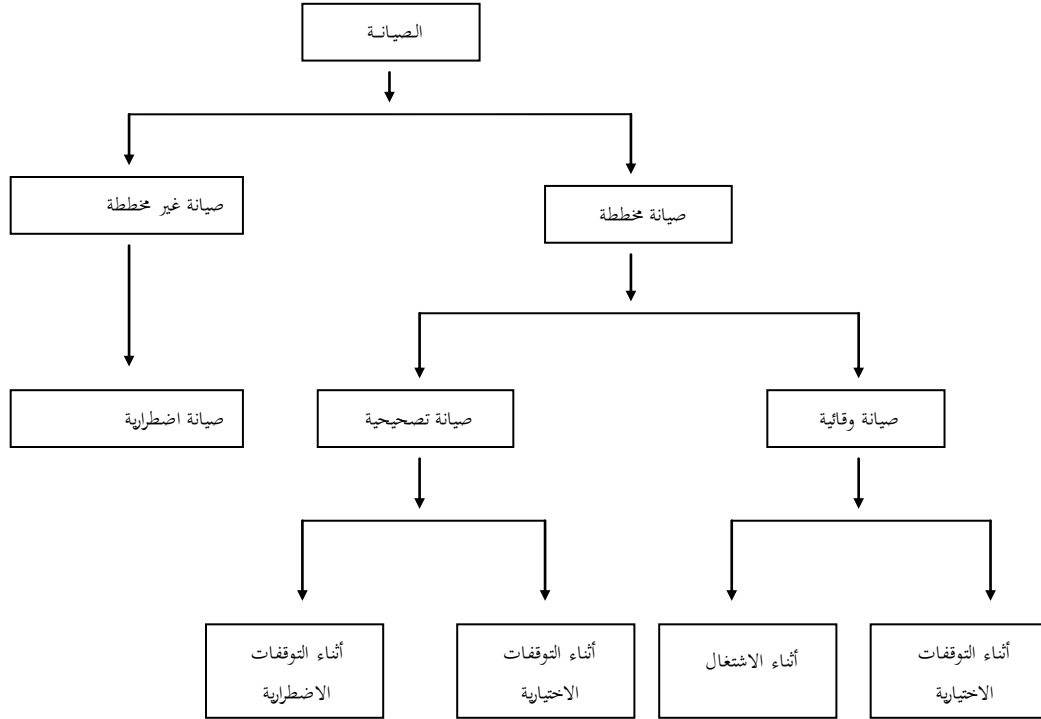 الـصيـانــة
صيانة مخططة
صيانة غير مخططة
صيانة وقائية
صيانة تصحيحية
صيانة اضطرارية
أثناء التوقفات
الاختيارية
أثناء الاشتغال
أثناء التوقفات
الاختيارية
أثناء التوقفات
الاضطرارية